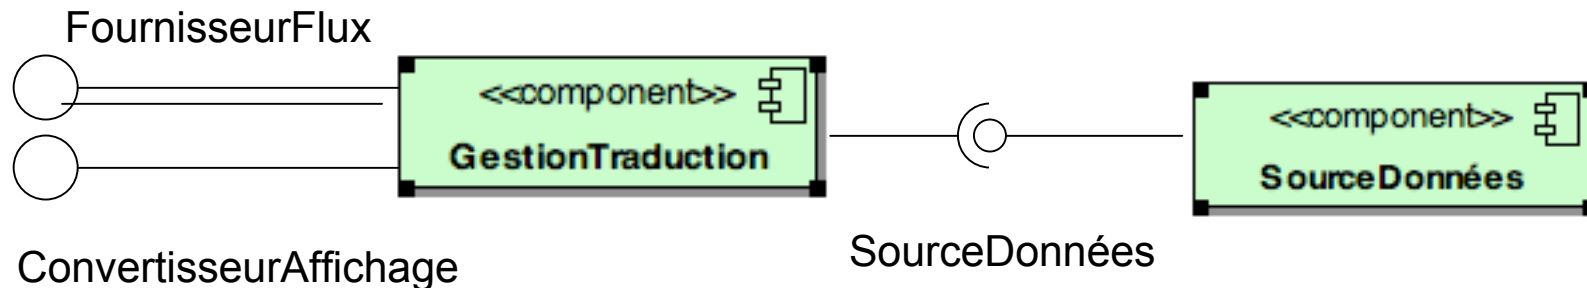 FournisseurFlux
<<component>>
GestionTraduction
<<component>>
SourceDonnées
SourceDonnées
ConvertisseurAffichage